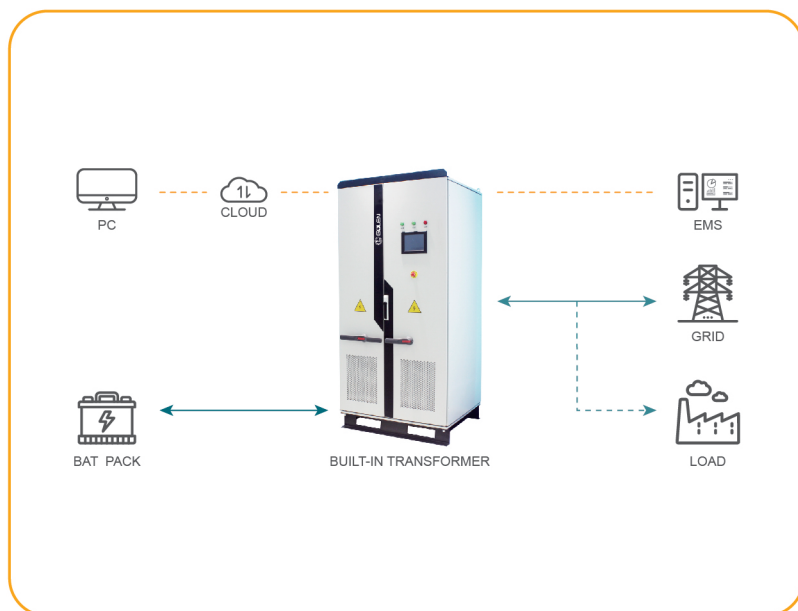 PC
CLOUD
EMS
GRID
BAT PACK
BUILT-IN TRANSFORMER
LOAD